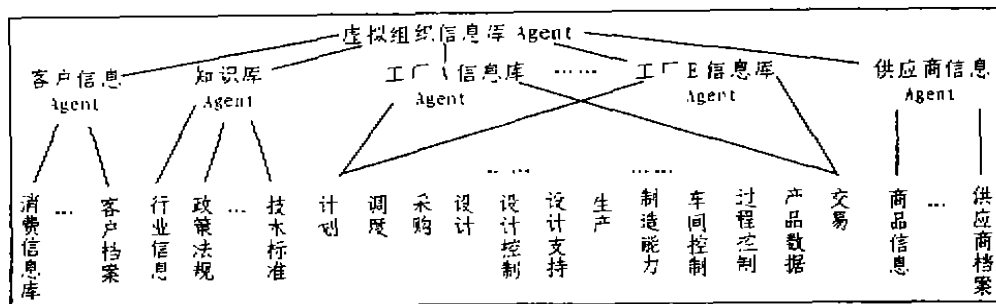 虚拟组织信息库 Agent
客户信息 Agent
知识库 Agent
工厂A信息库 Agent
……
工厂B信息库 Agent
供应商信息 Agent
…… ……
消费信息库
…
客户档案
行业信息
政策法规
…
技术标准
计划
调度
采购
设计
设计控制
设计支持
生产
制造能力
车间控制
过程控制
产品数据
交易
商品信息
…
供应商档案